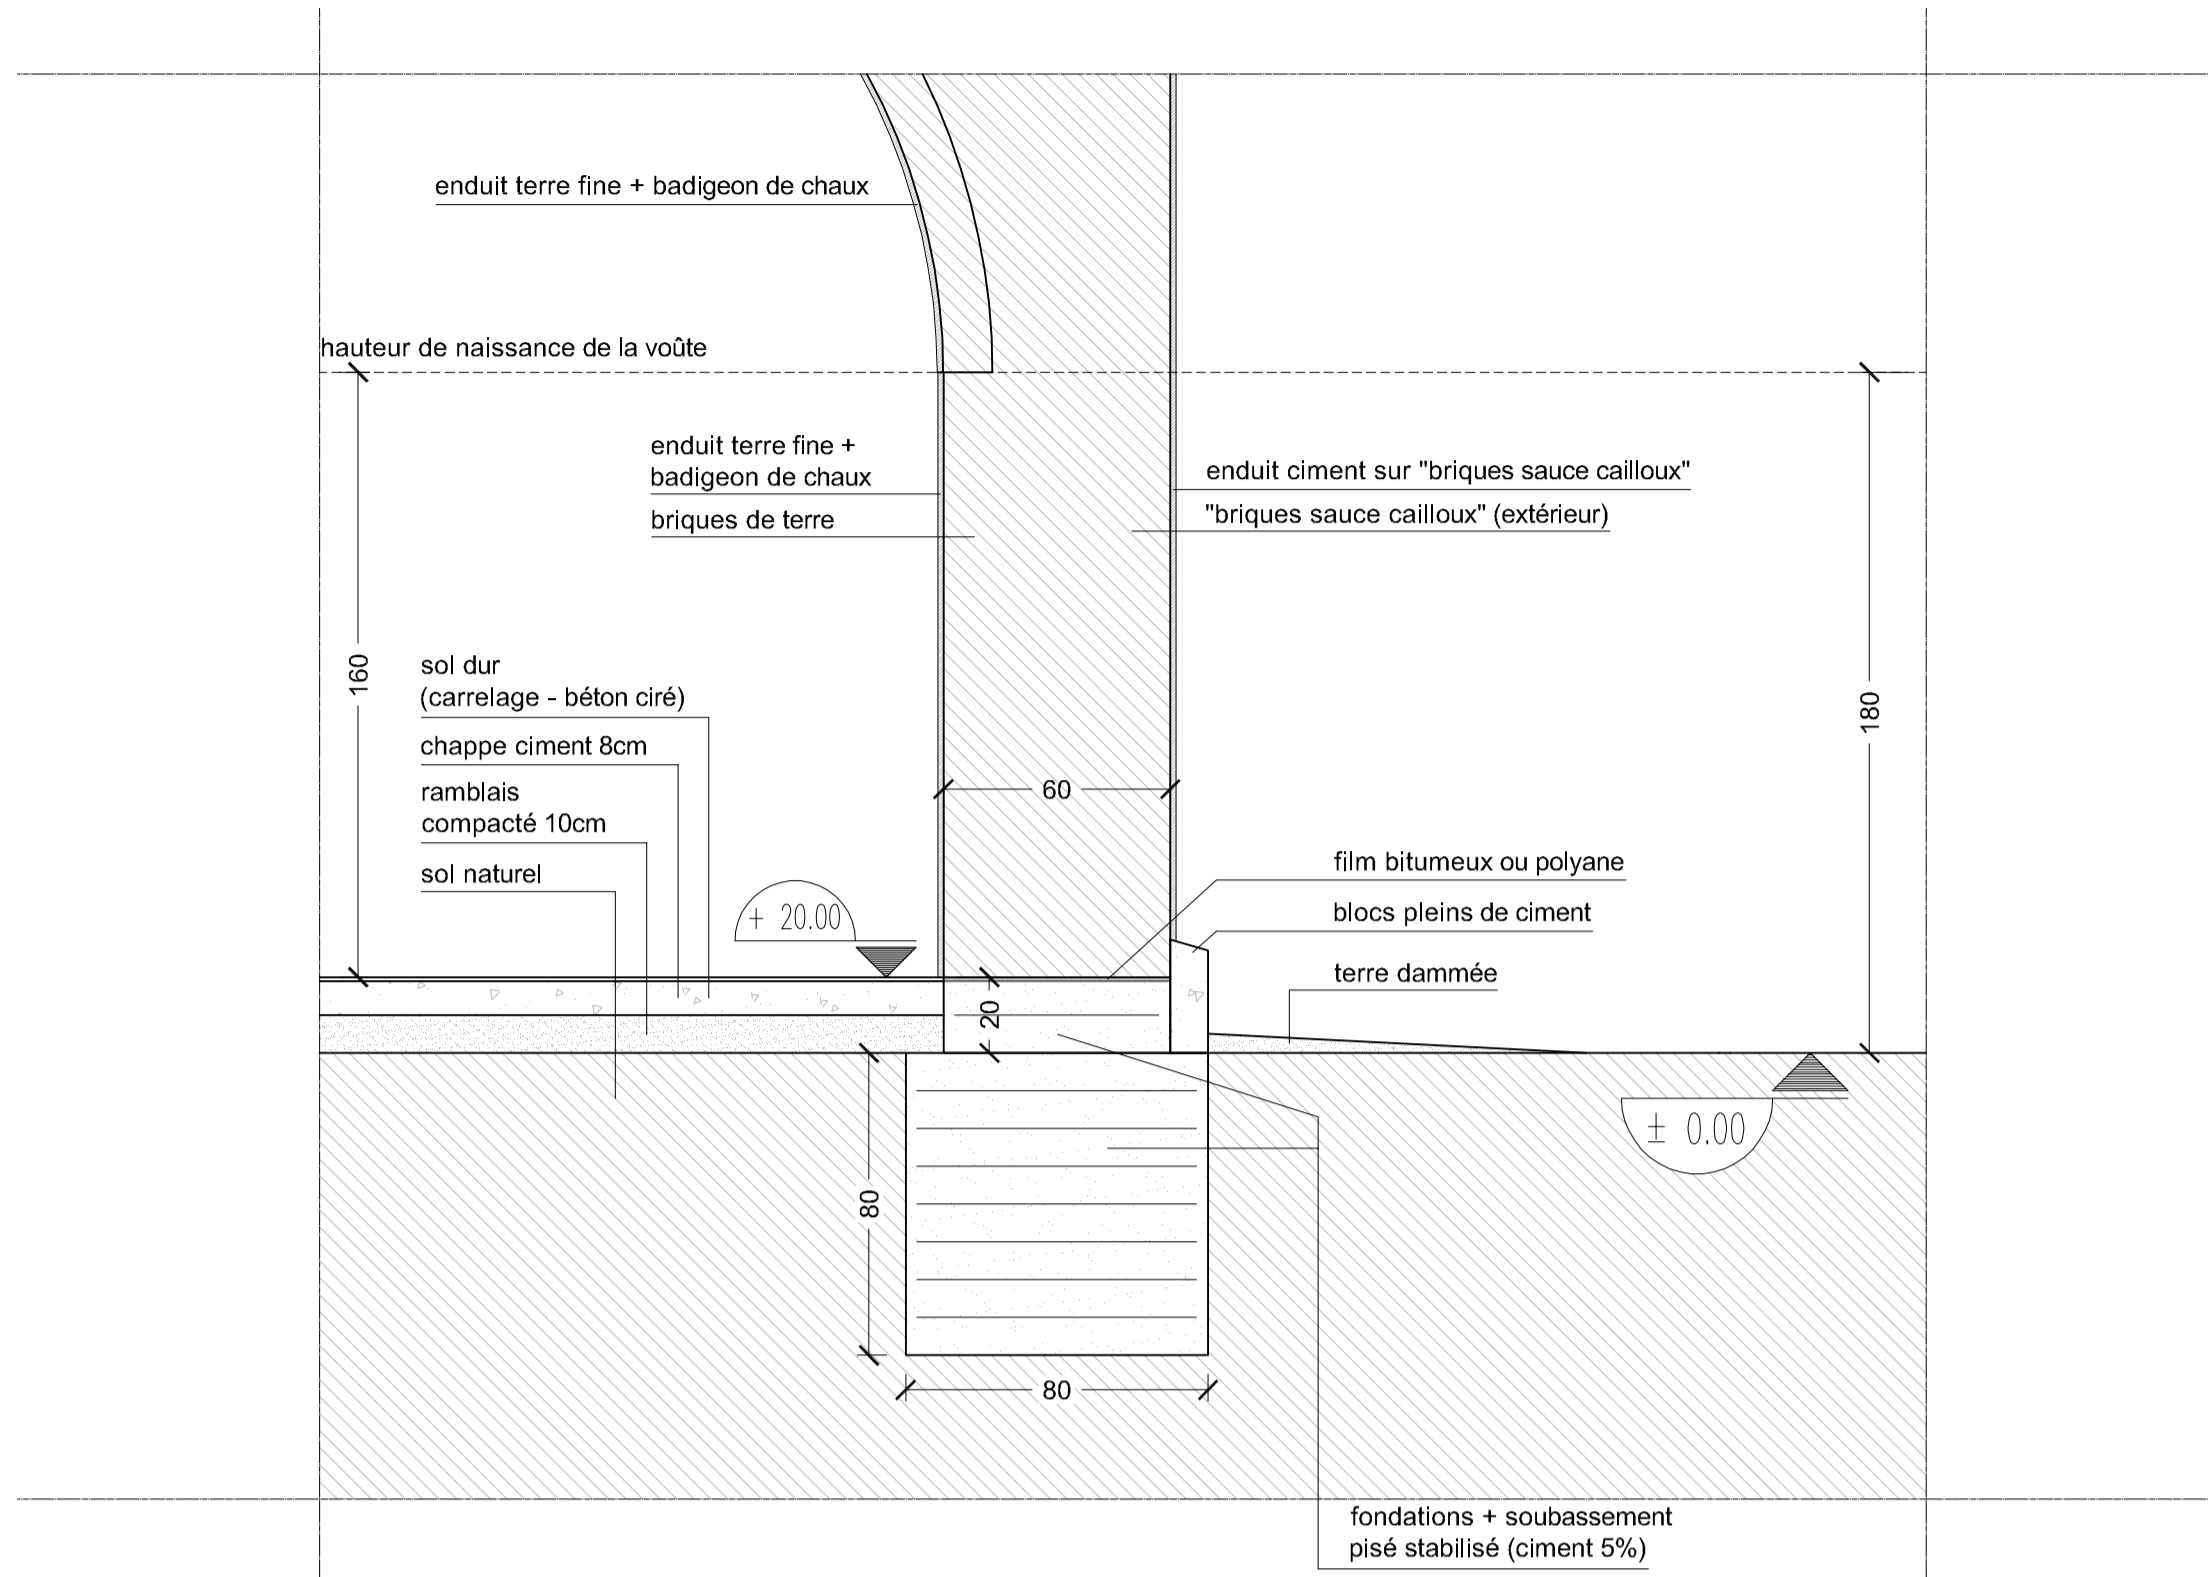 enduit terre fine + badigeon de chaux
hauteur de naissance de la voûte
enduit terre fine +
badigeon de chaux
briques de terre
enduit ciment sur "briques sauce cailloux"
"briques sauce cailloux" (extérieur)
160
180
sol dur
(carrelage - béton ciré)
chappe ciment 8cm
ramblais
compacté 10cm
sol naturel
60
+ 20.00
film bitumeux ou polyane
blocs pleins de ciment
terre dammée
20
± 0.00
80
80
fondations + soubassement
pisé stabilisé (ciment 5%)